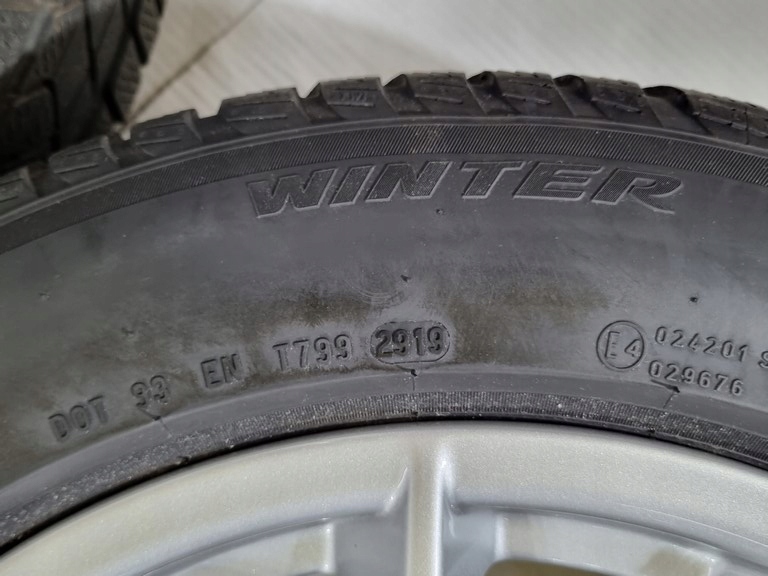 WINTER
DOT 93 EN T799 2919
E4 024201 S
029676